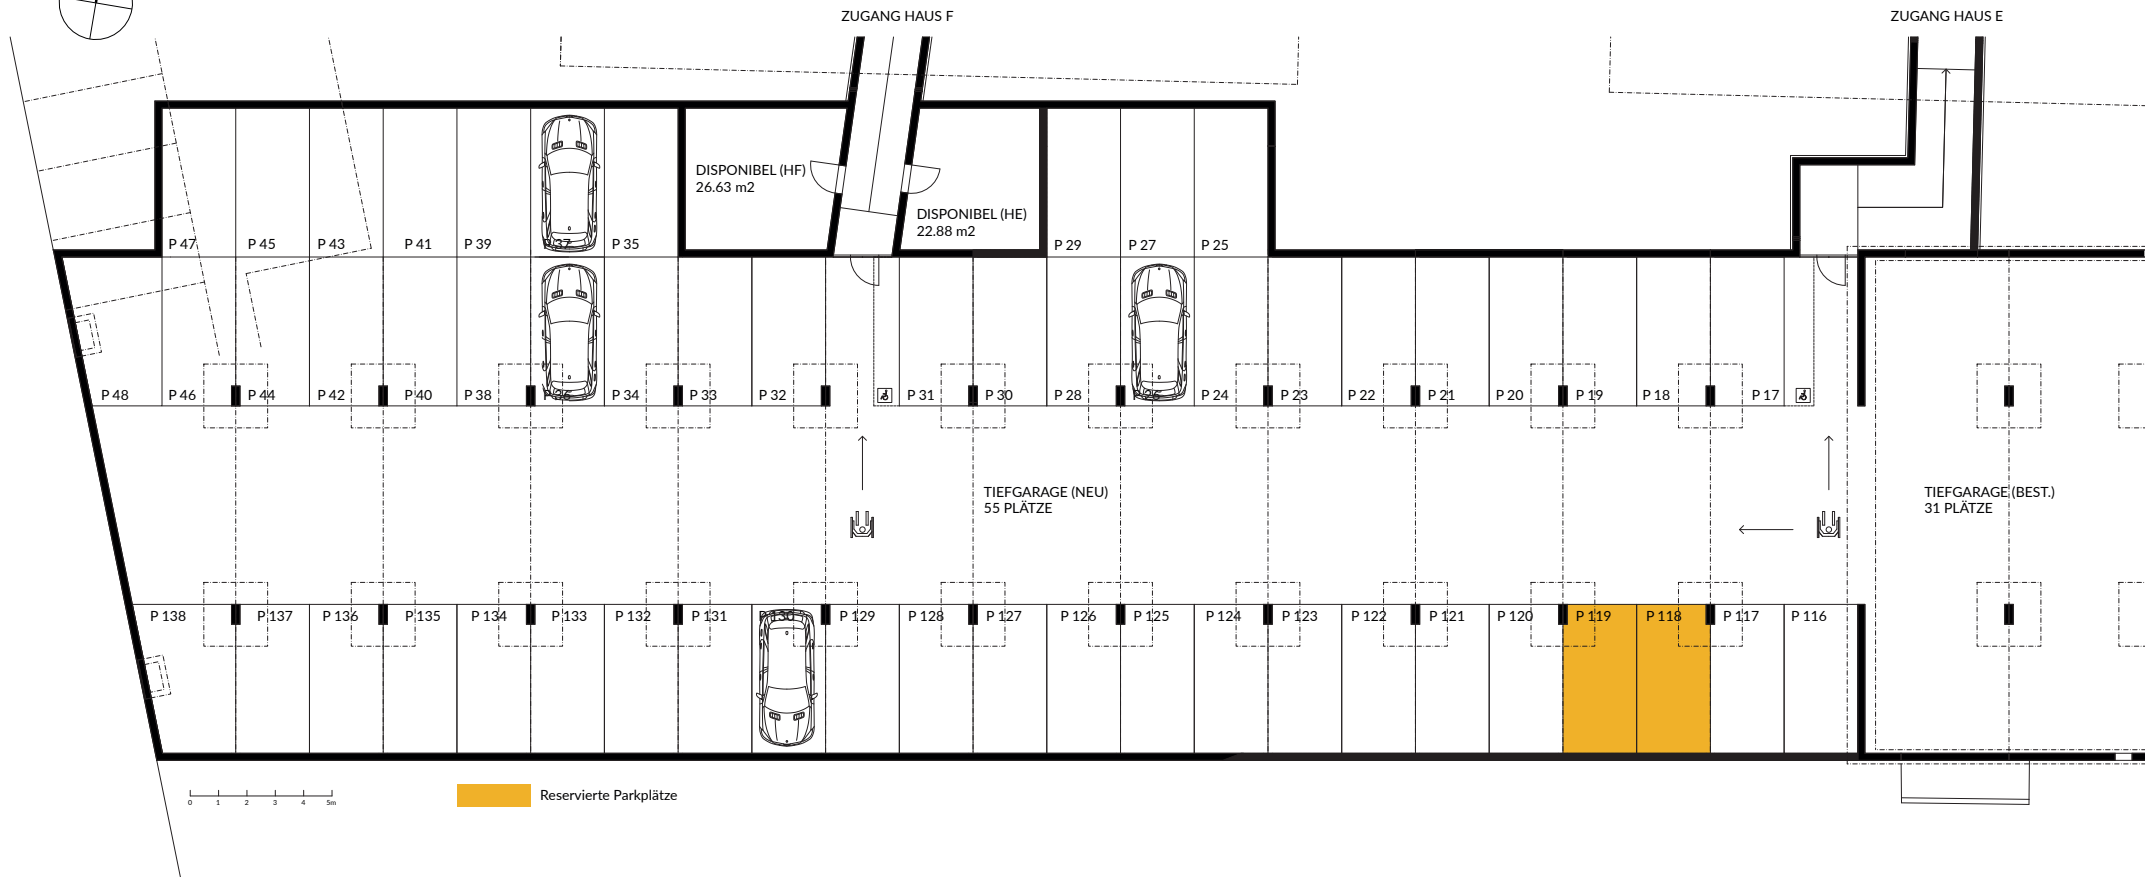 ZUGANG HAUS F
ZUGANG HAUS E
DISPONIBEL (HF)
26.63 m2
DISPONIBEL (HE)
22.88 m2
P 47
P 45
P 43
P 41
P 39
P 37
P 35
P 29
P 27
P 25
P 48
P 46
P 44
P 42
P 40
P 38
P 36
P 34
P 33
P 32
P 31
P 30
P 28
P 26
P 24
P 23
P 22
P 21
P 20
P 19
P 18
P 17
TIEFGARAGE (NEU)
55 PLÄTZE
TIEFGARAGE (BEST.)
31 PLÄTZE
P 138
P 137
P 136
P 135
P 134
P 133
P 132
P 131
P 130
P 129
P 128
P 127
P 126
P 125
P 124
P 123
P 122
P 121
P 120
P 119
P 118
P 117
P 116
0 1 2 3 4 5m
Reservierte Parkplätze